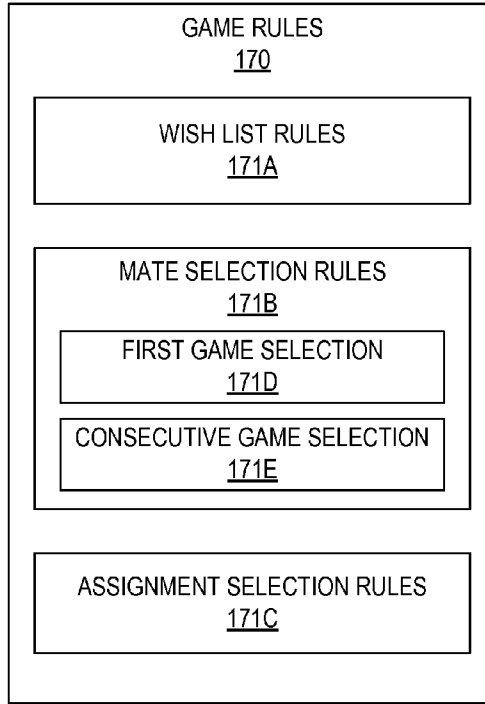 GAME RULES
170
WISH LIST RULES
171A
MATE SELECTION RULES
171B
FIRST GAME SELECTION
171D
CONSECUTIVE GAME SELECTION
171E
ASSIGNMENT SELECTION RULES
171C